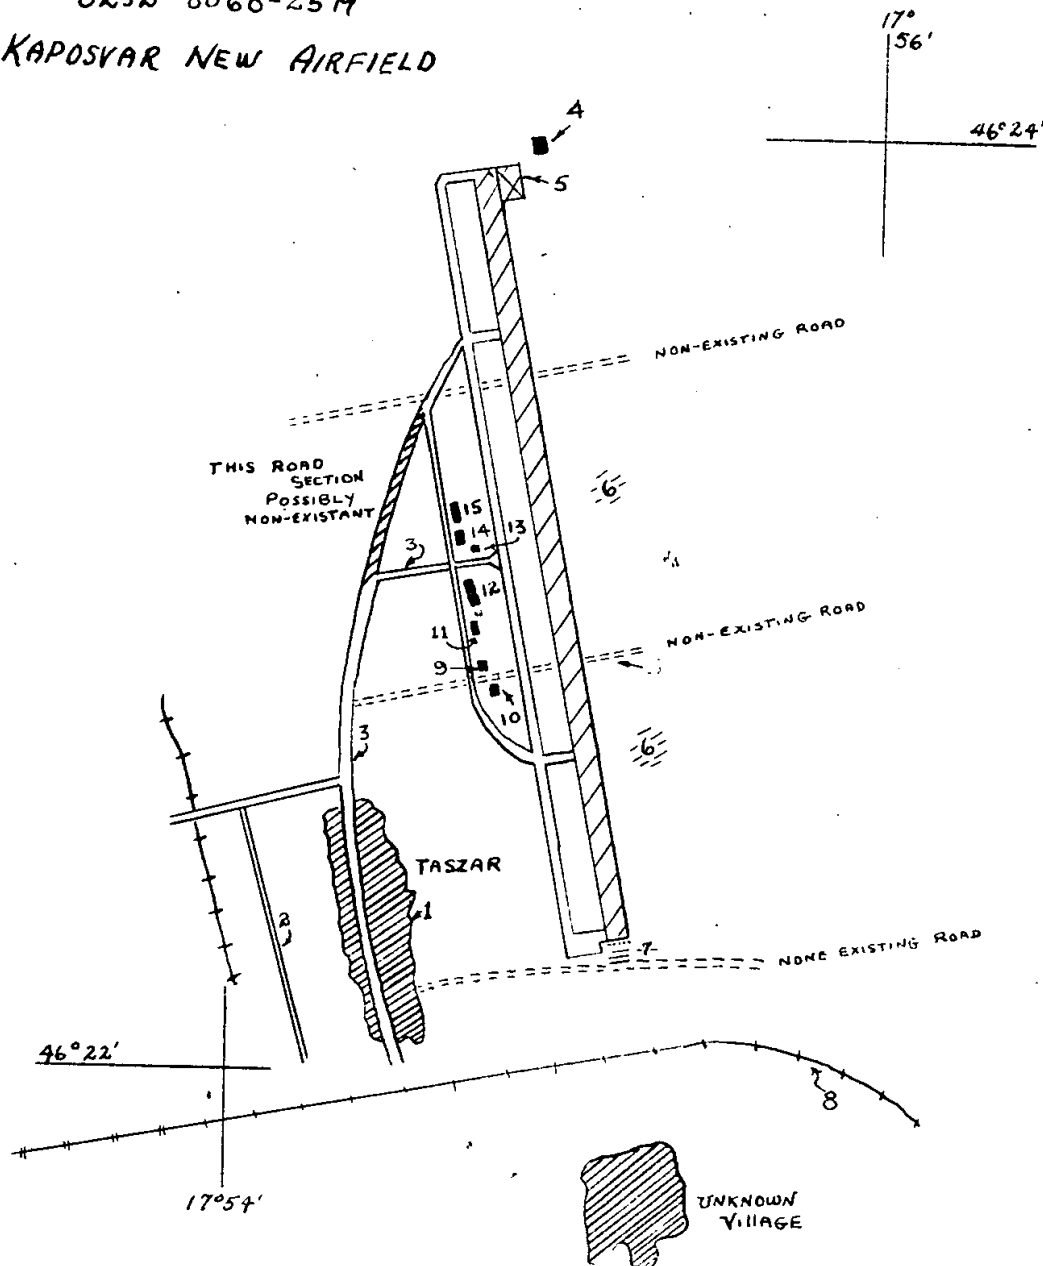 KAPOSVAR NEW AIRFIELD
17°
56'
46°24'
4
5
NON-EXISTING ROAD
THIS ROAD
SECTION
POSSIBLY
NON-EXISTANT
6
15
14
13
3
12
11
NON-EXISTING ROAD
9
10
3
6
TASZAR
1
2
-7-
NONE EXISTING ROAD
46°22'
8
17°54'
UNKNOWN
VILLAGE